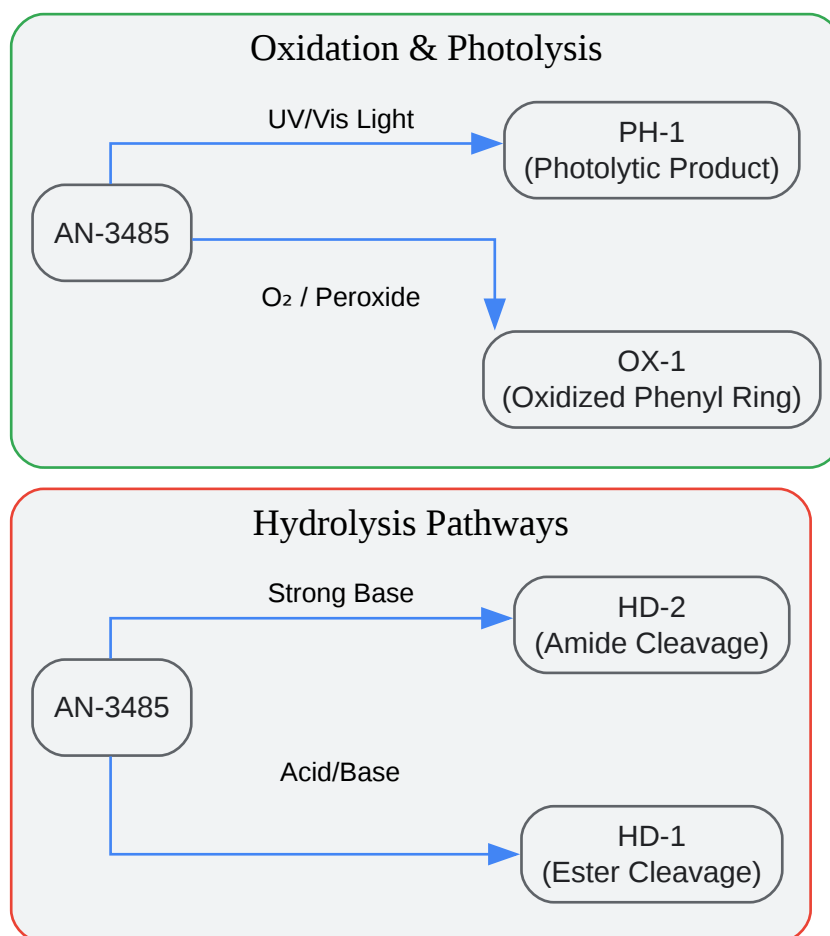 Oxidation & Photolysis
UV/Vis Light
PH-1
(Photolytic Product)
AN-3485
O₂ / Peroxide
OX-1
(Oxidized Phenyl Ring)
Hydrolysis Pathways
Strong Base
HD-2
(Amide Cleavage)
AN-3485
Acid/Base
HD-1
(Ester Cleavage)